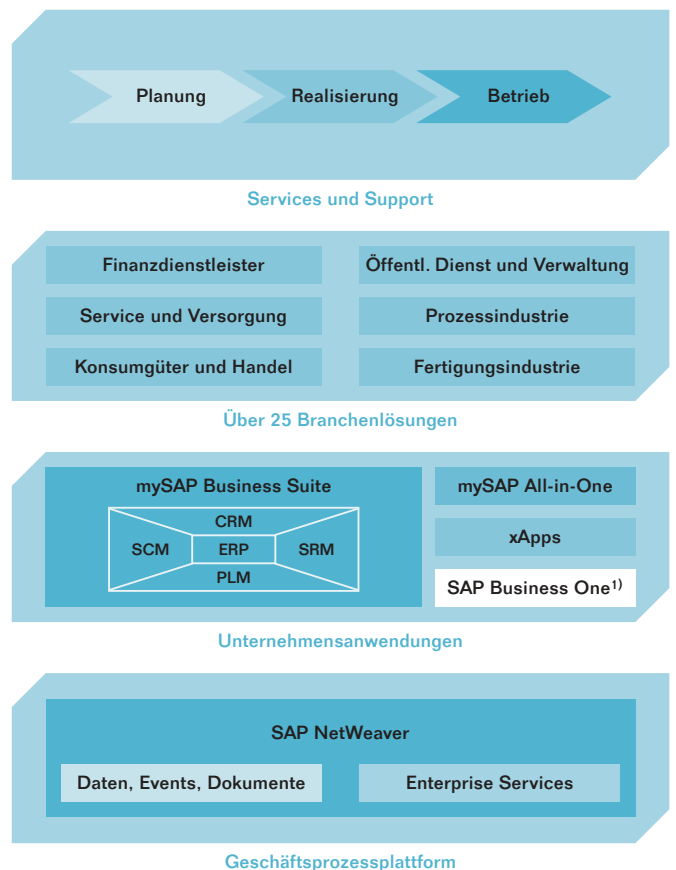 Planung
Realisierung
Betrieb
Services und Support
Finanzdienstleister
Öffentl. Dienst und Verwaltung
Service und Versorgung
Prozessindustrie
Konsumgüter und Handel
Fertigungsindustrie
Über 25 Branchenlösungen
mySAP Business Suite
CRM
SCM
ERP
SRM
PLM
mySAP All-in-One
xApps
SAP Business One¹⁾
Unternehmensanwendungen
SAP NetWeaver
Daten, Events, Dokumente
Enterprise Services
Geschäftsprozessplattform